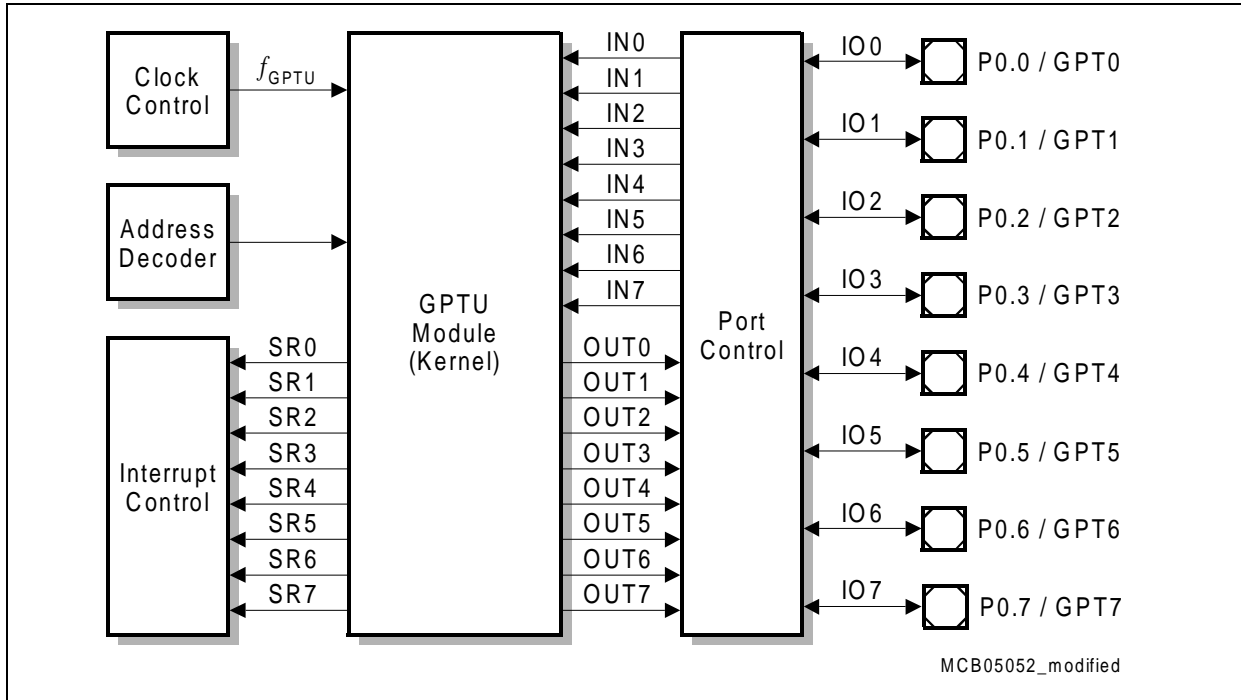 Clock
Control
fGPTU
Address
Decoder
Interrupt
Control
SR0
SR1
SR2
SR3
SR4
SR5
SR6
SR7
GPTU
Module
(Kernel)
IN0
IN1
IN2
IN3
IN4
IN5
IN6
IN7
OUT0
OUT1
OUT2
OUT3
OUT4
OUT5
OUT6
OUT7
Port
Control
IO0
P0.0 / GPT0
IO1
P0.1 / GPT1
IO2
P0.2 / GPT2
IO3
P0.3 / GPT3
IO4
P0.4 / GPT4
IO5
P0.5 / GPT5
IO6
P0.6 / GPT6
IO7
P0.7 / GPT7
MCB05052_modified